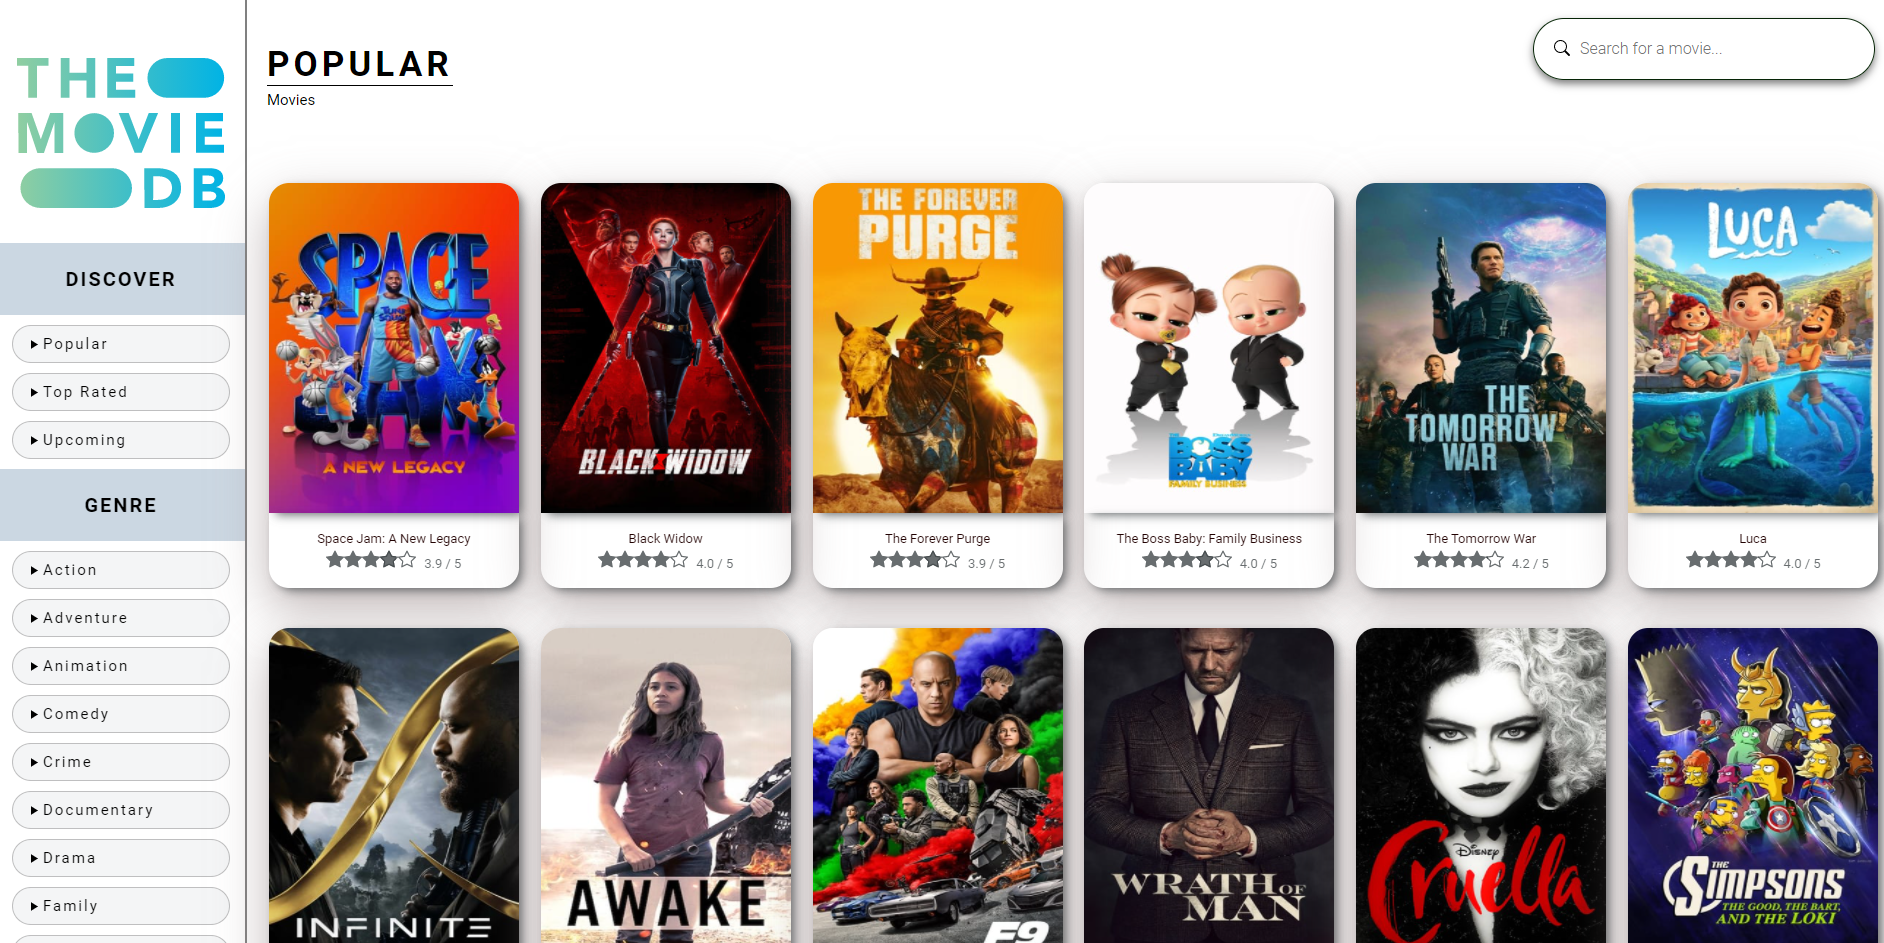 THE
MOVIE
DB
DISCOVER
Popular
Top Rated
Upcoming
GENRE
Action
Adventure
Animation
Comedy
Crime
Documentary
Drama
Family
POPULAR
Movies
Search for a movie...
SPACE
JAM
A NEW LEGACY
Space Jam: A New Legacy
3.9 / 5
BLACK WIDOW
Black Widow
4.0 / 5
THE FOREVER
PURGE
The Forever Purge
3.9 / 5
BOSS
BABY
FAMILY BUSINESS
The Boss Baby: Family Business
4.0 / 5
THE
TOMORROW
WAR
The Tomorrow War
4.2 / 5
LUCA
Luca
4.0 / 5
INFINITE
AWAKE
F9
WRATH OF
MAN
Disney
Cruella
THE
SIMPSONS
THE GOOD, THE BART,
AND THE LOKI